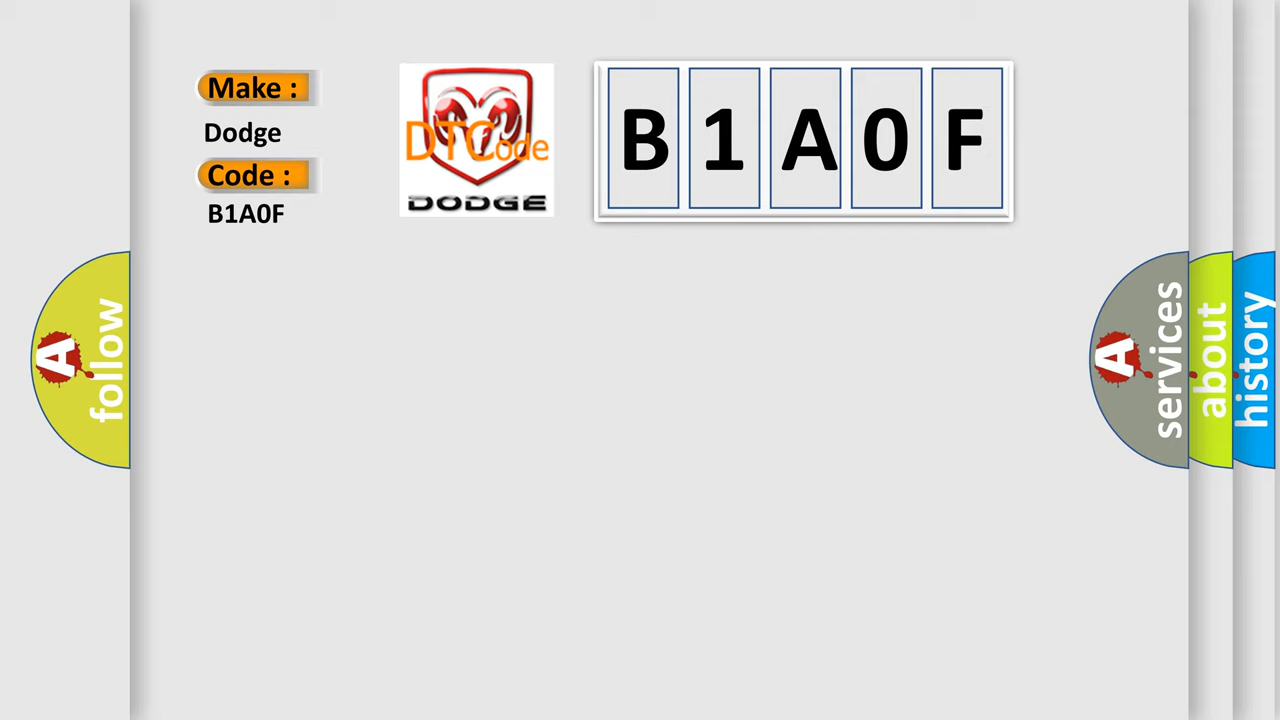 Make :
Dodge
Code :
B1A0F
DTCode
DODGE
B 1 A 0 F
A follow
A services
about
history